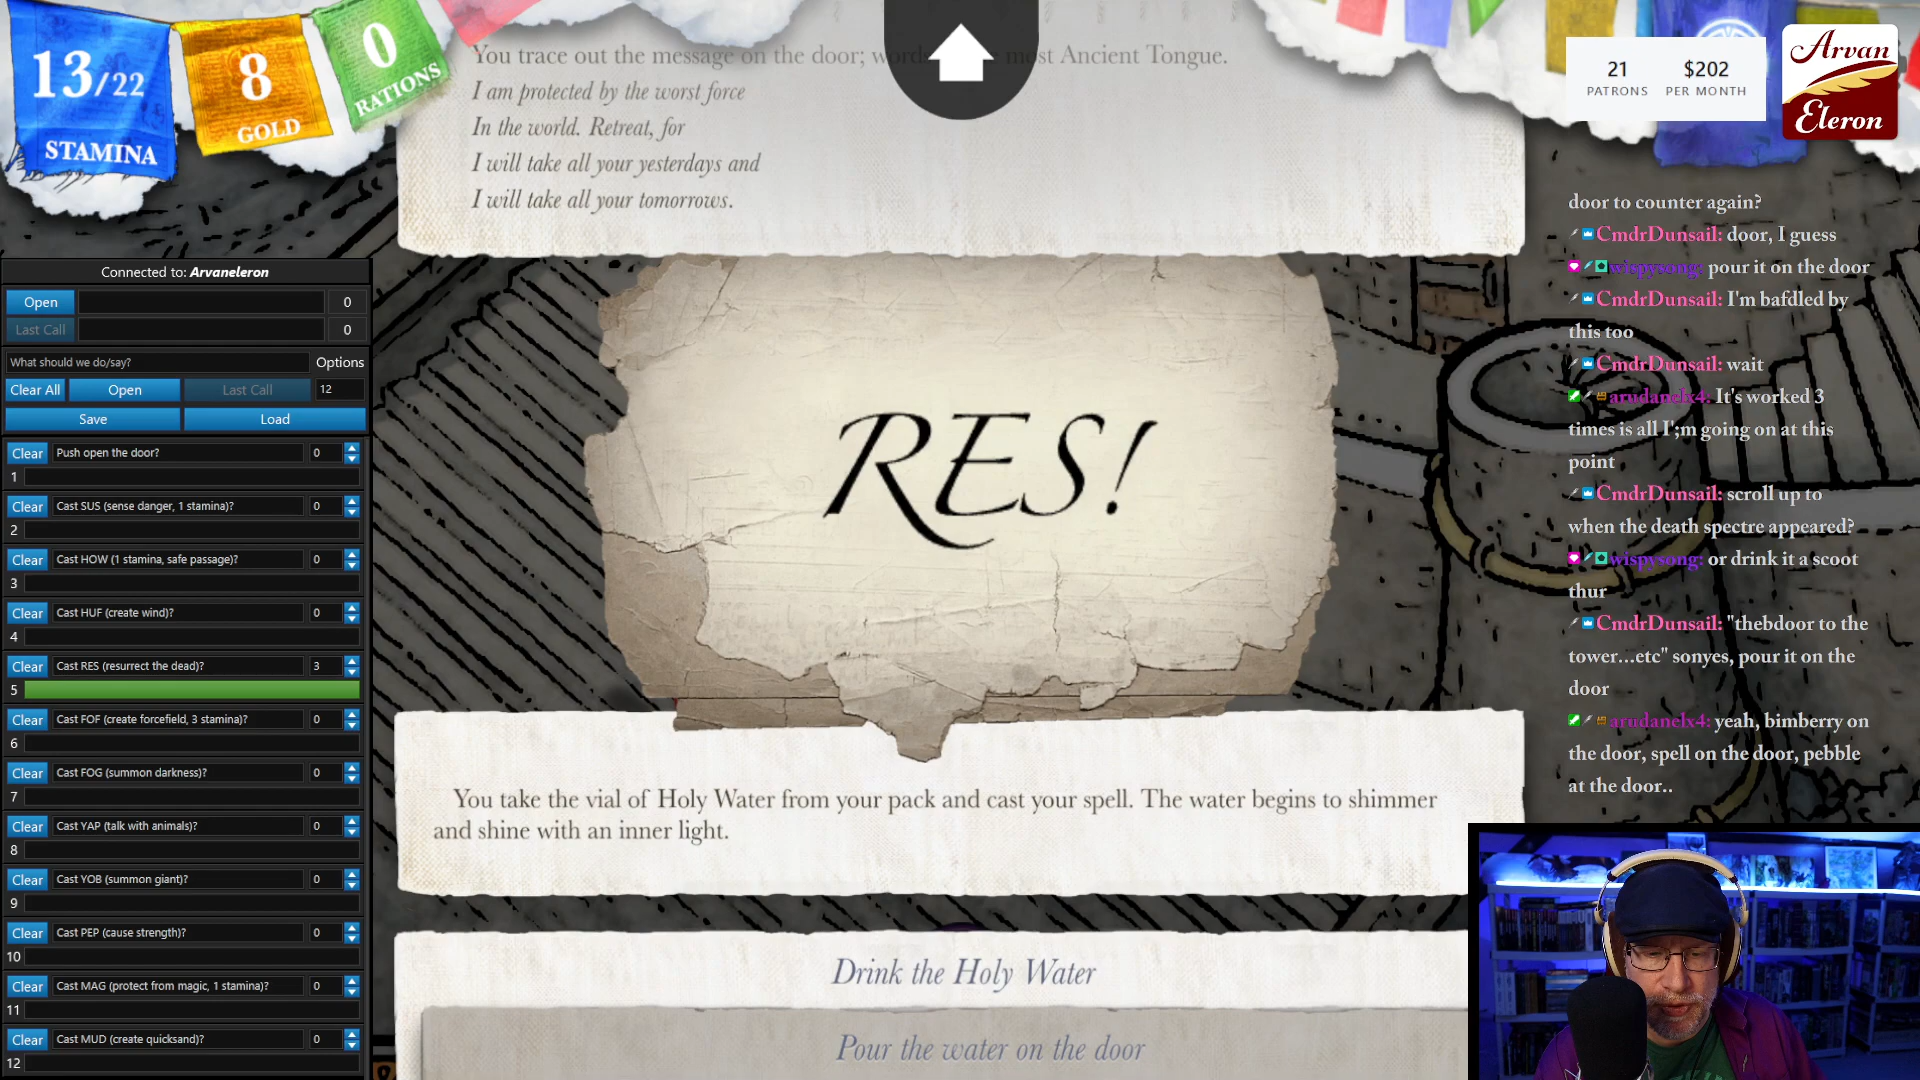 13/22
STAMINA
8
GOLD
0
RATIONS
You trace out the message on the door; most Ancient Tongue.
I am protected by the worst force
In the world. Retreat, for
I will take all your yesterdays and
I will take all your tomorrows.
21
PATRONS
$202
PER MONTH
Arvan
Eleron
Connected to: Arvaneleron
Open
0
Last Call
0
What should we do/say?
Options
Clear All
Open
Last Call
12
Save
Load
Clear
Push open the door?
0
1
Clear
Cast SUS (sense danger, 1 stamina)?
0
2
Clear
Cast HOW (1 stamina, safe passage)?
0
3
Clear
Cast HUF (create wind)?
0
4
Clear
Cast RES (resurrect the dead)?
3
5
Clear
Cast FOF (create forcefield, 3 stamina)?
0
6
Clear
Cast FOG (summon darkness)?
0
7
Clear
Cast YAP (talk with animals)?
0
8
Clear
Cast YOB (summon giant)?
0
9
Clear
Cast PEP (cause strength)?
0
10
Clear
Cast MAG (protect from magic, 1 stamina)?
0
11
Clear
Cast MUD (create quicksand)?
0
12
RES!
You take the vial of Holy Water from your pack and cast your spell. The water begins to shimmer
and shine with an inner light.
Drink the Holy Water
Pour the water on the door
door to counter again?
CmdrDunsail: door, I guess
wispysong: pour it on the door
CmdrDunsail: I'm bafdled by
this too
CmdrDunsail: wait
arudanelx4: It's worked 3
times is all I';m going on at this
point
CmdrDunsail: scroll up to
when the death spectre appeared?
wispysong: or drink it a scoot
thur
CmdrDunsail: "thebdoor to the
tower...etc" sonyes, pour it on the
door
arudanelx4: yeah, bimberry on
the door, spell on the door, pebble
at the door..